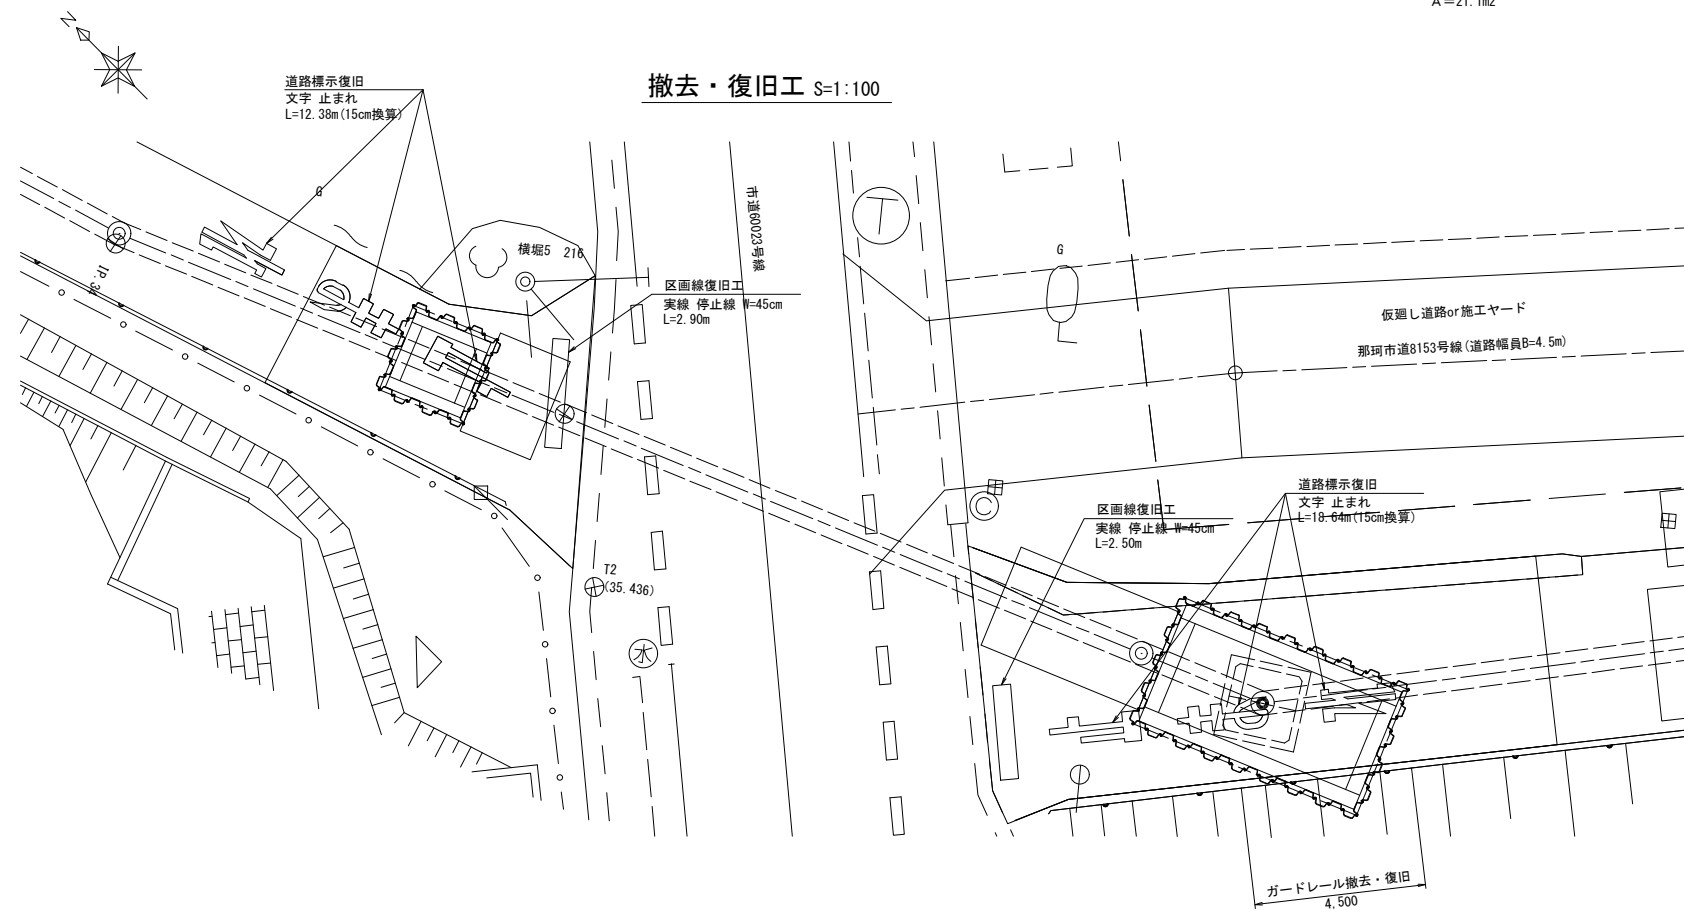 A=21.1m2
撤去・復旧工 S=1:100
N
道路標示復旧
文字 止まれ
L=12.38m(15cm換算)
G
横堀5 216
区画線復旧工
実線 停止線 W=45cm
L=2.90m
市道60023号線
T
G
仮廻し道路or施工ヤード
那珂市道8153号線(道路幅員B=4.5m)
C
道路標示復旧
文字 止まれ
L=18.64m(15cm換算)
区画線復旧工
実線 停止線 W=45cm
L=2.50m
T2
(35.436)
水
止まれ
止まれ
ガードレール撤去・復旧
4,500